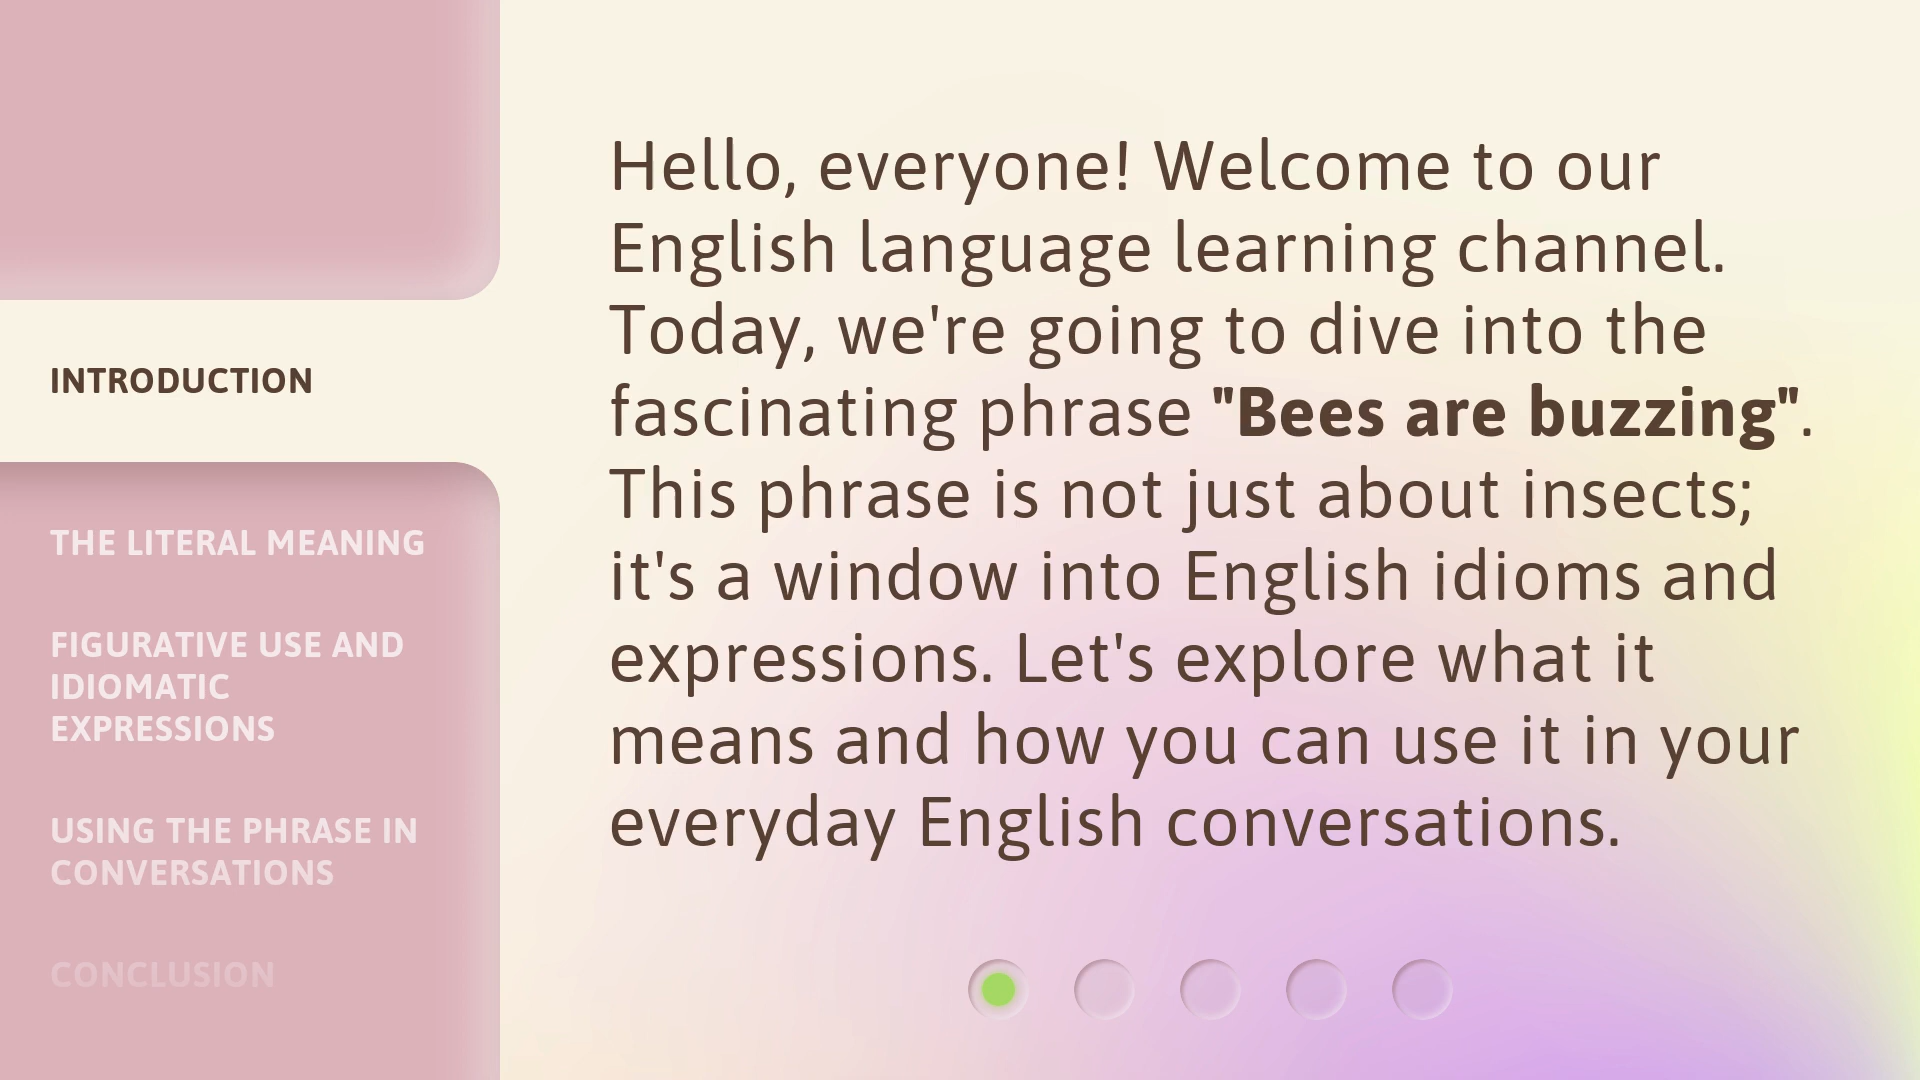 INTRODUCTION
THE LITERAL MEANING
FIGURATIVE USE AND
IDIOMATIC
EXPRESSIONS
USING THE PHRASE IN
CONVERSATIONS
CONCLUSION
Hello, everyone! Welcome to our
English language learning channel.
Today, we're going to dive into the
fascinating phrase "Bees are buzzing".
This phrase is not just about insects;
it's a window into English idioms and
expressions. Let's explore what it
means and how you can use it in your
everyday English conversations.